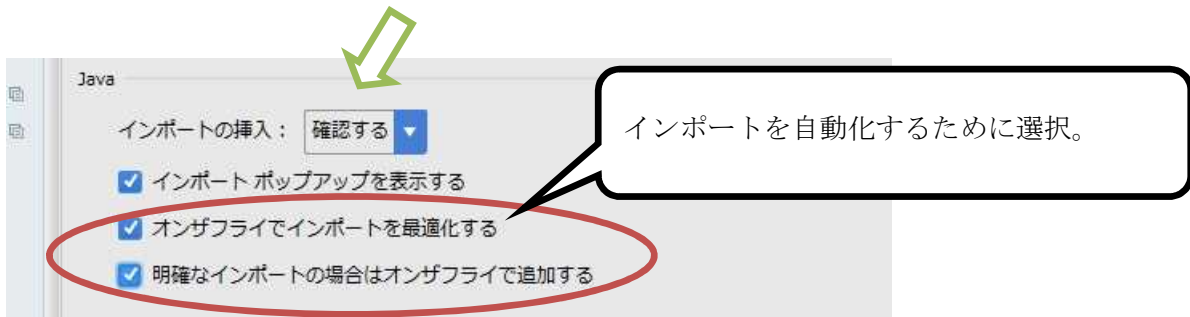 Java
インポートの挿入： 確認する
インポート ポップアップを表示する
オンザフライでインポートを最適化する
明確なインポートの場合はオンザフライで追加する
インポートを自動化するために選択。